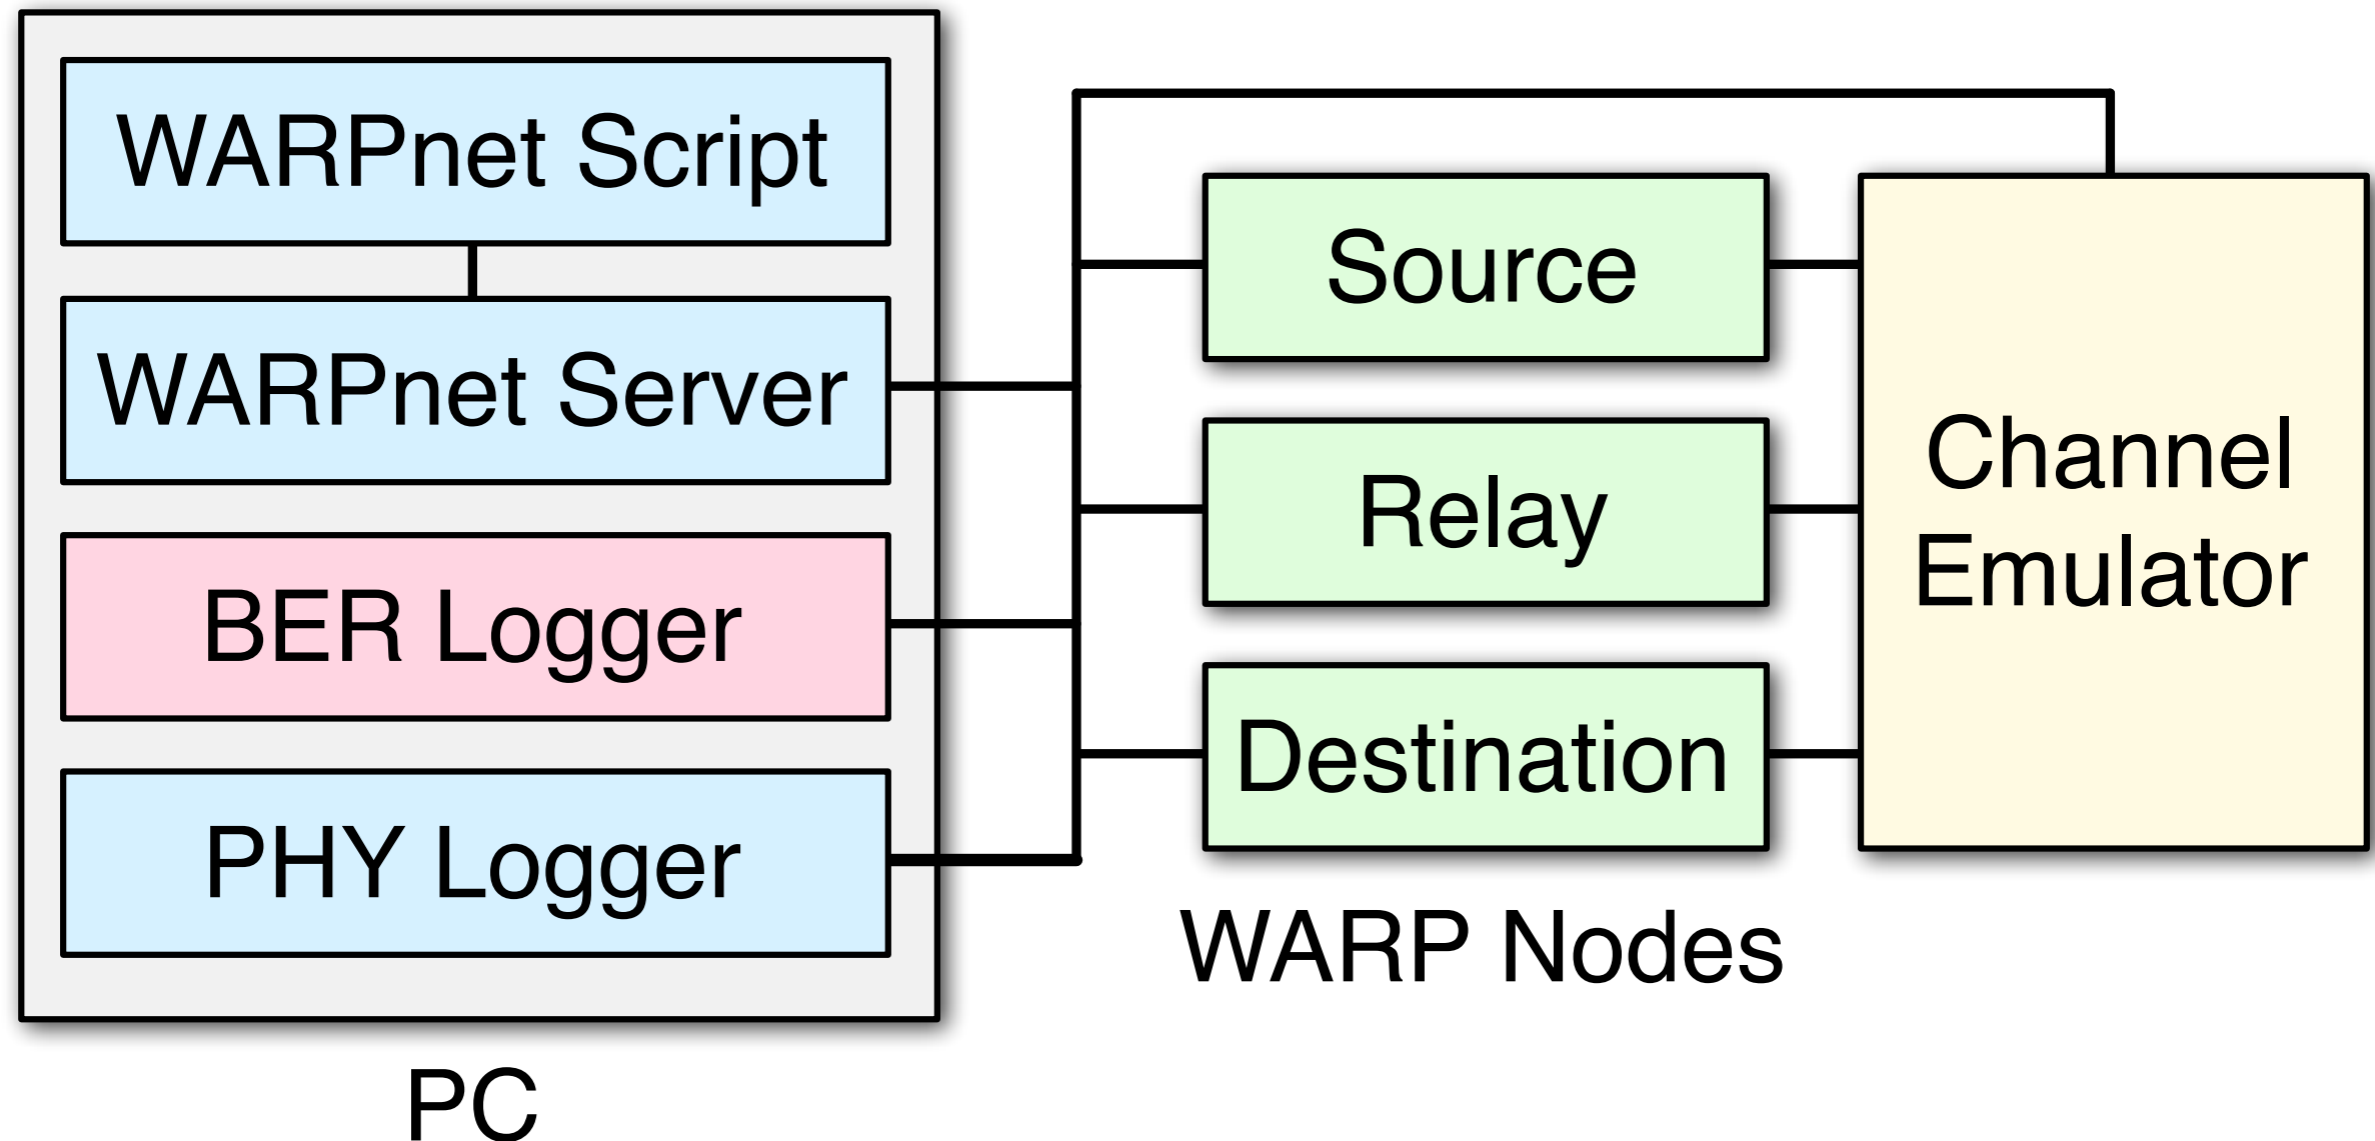 WARPnet Script
WARPnet Server
BER Logger
PHY Logger
PC
Source
Relay
Destination
WARP Nodes
Channel
Emulator